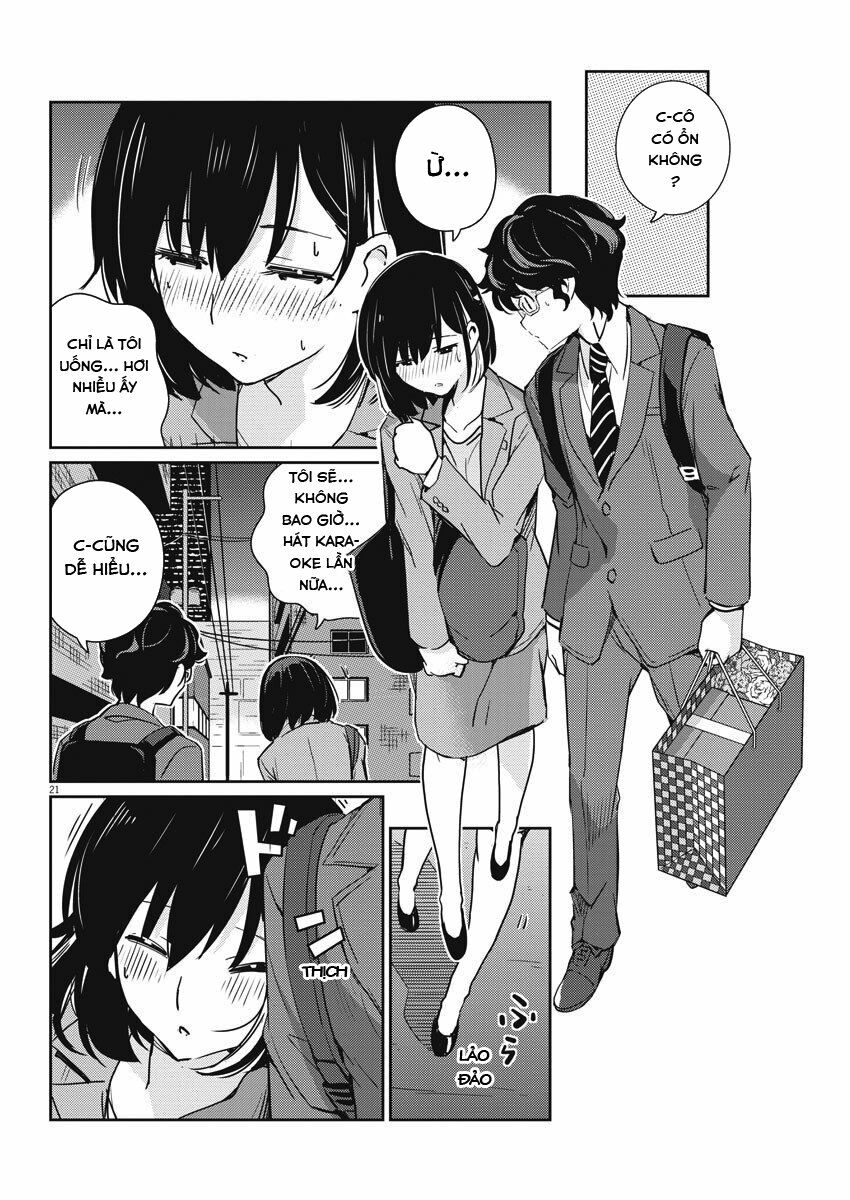 C-CÔ
CÓ ỔN
KHÔNG
?
Ừ...
CHỈ LÀ TÔI
UỐNG... HƠI
NHIỀU ẤY
MÀ...
TÔI SẼ...
KHÔNG
BAO GIỜ...
HÁT KARA-
OKE LẦN
NỮA...
C-CŨNG
DỄ HIỂU...
21
ふら
LẢO
ĐẢO
ドン
THỊCH